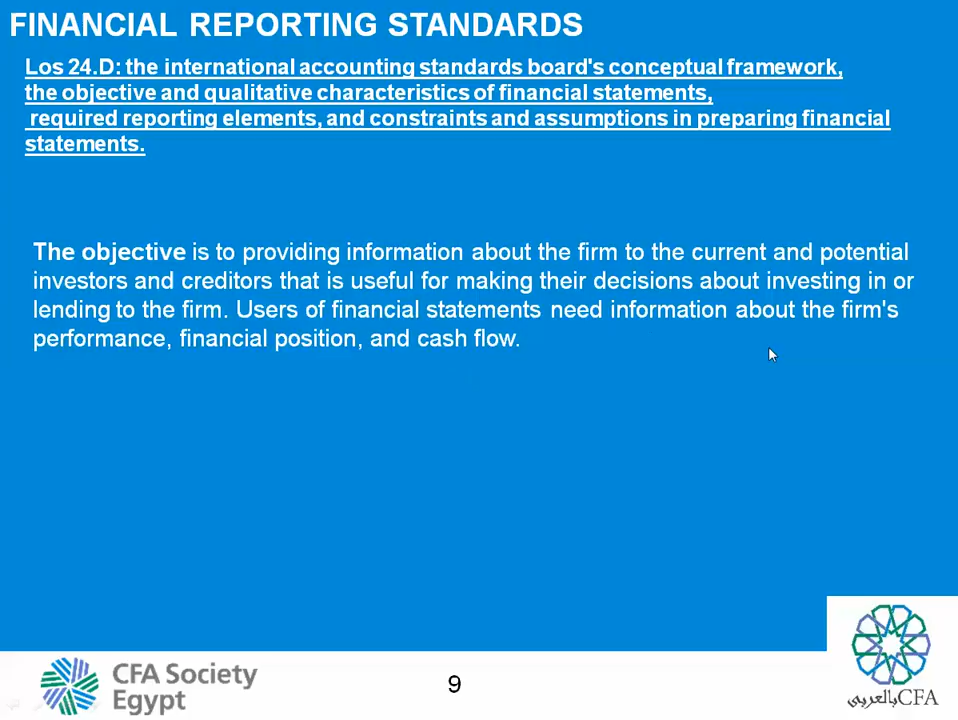 FINANCIAL REPORTING STANDARDS
Los 24.D: the international accounting standards board's conceptual framework,
the objective and qualitative characteristics of financial statements,
required reporting elements, and constraints and assumptions in preparing financial
statements.
The objective is to providing information about the firm to the current and potential
investors and creditors that is useful for making their decisions about investing in or
lending to the firm. Users of financial statements need information about the firm's
performance, financial position, and cash flow.
CFA Society
Egypt
9
CFA بالعربي